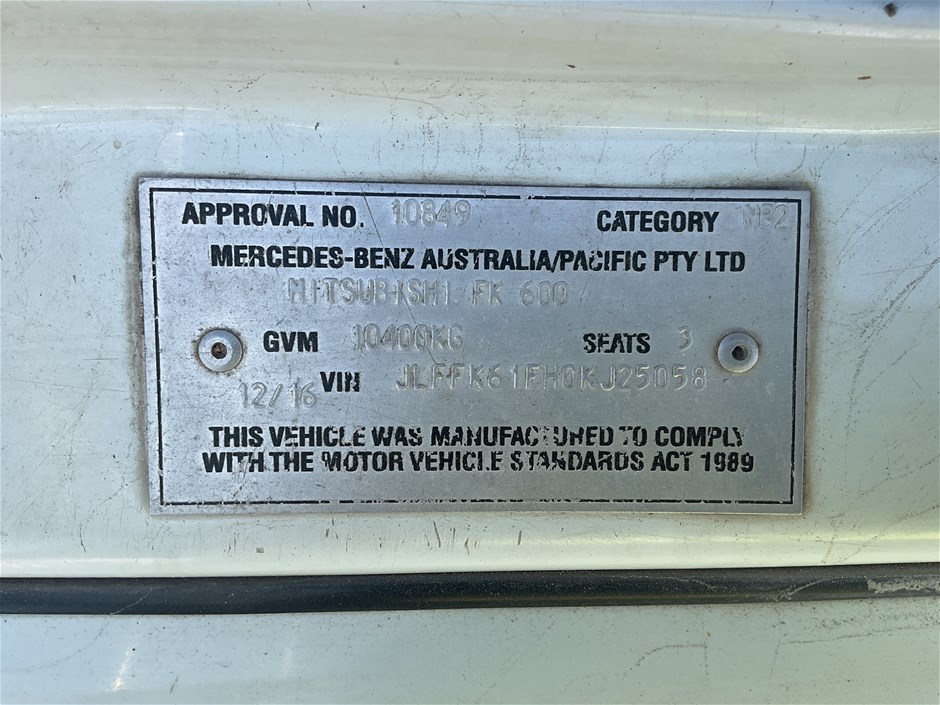 APPROVAL NO. 10849 CATEGORY NB2
MERCEDES-BENZ AUSTRALIA/PACIFIC PTY LTD
MITSUBISHI FK 600
GVM 10400KG SEATS 3
12/16 VIN JLFFK61FH0KJ25058
THIS VEHICLE WAS MANUFACTURED TO COMPLY
WITH THE MOTOR VEHICLE STANDARDS ACT 1989